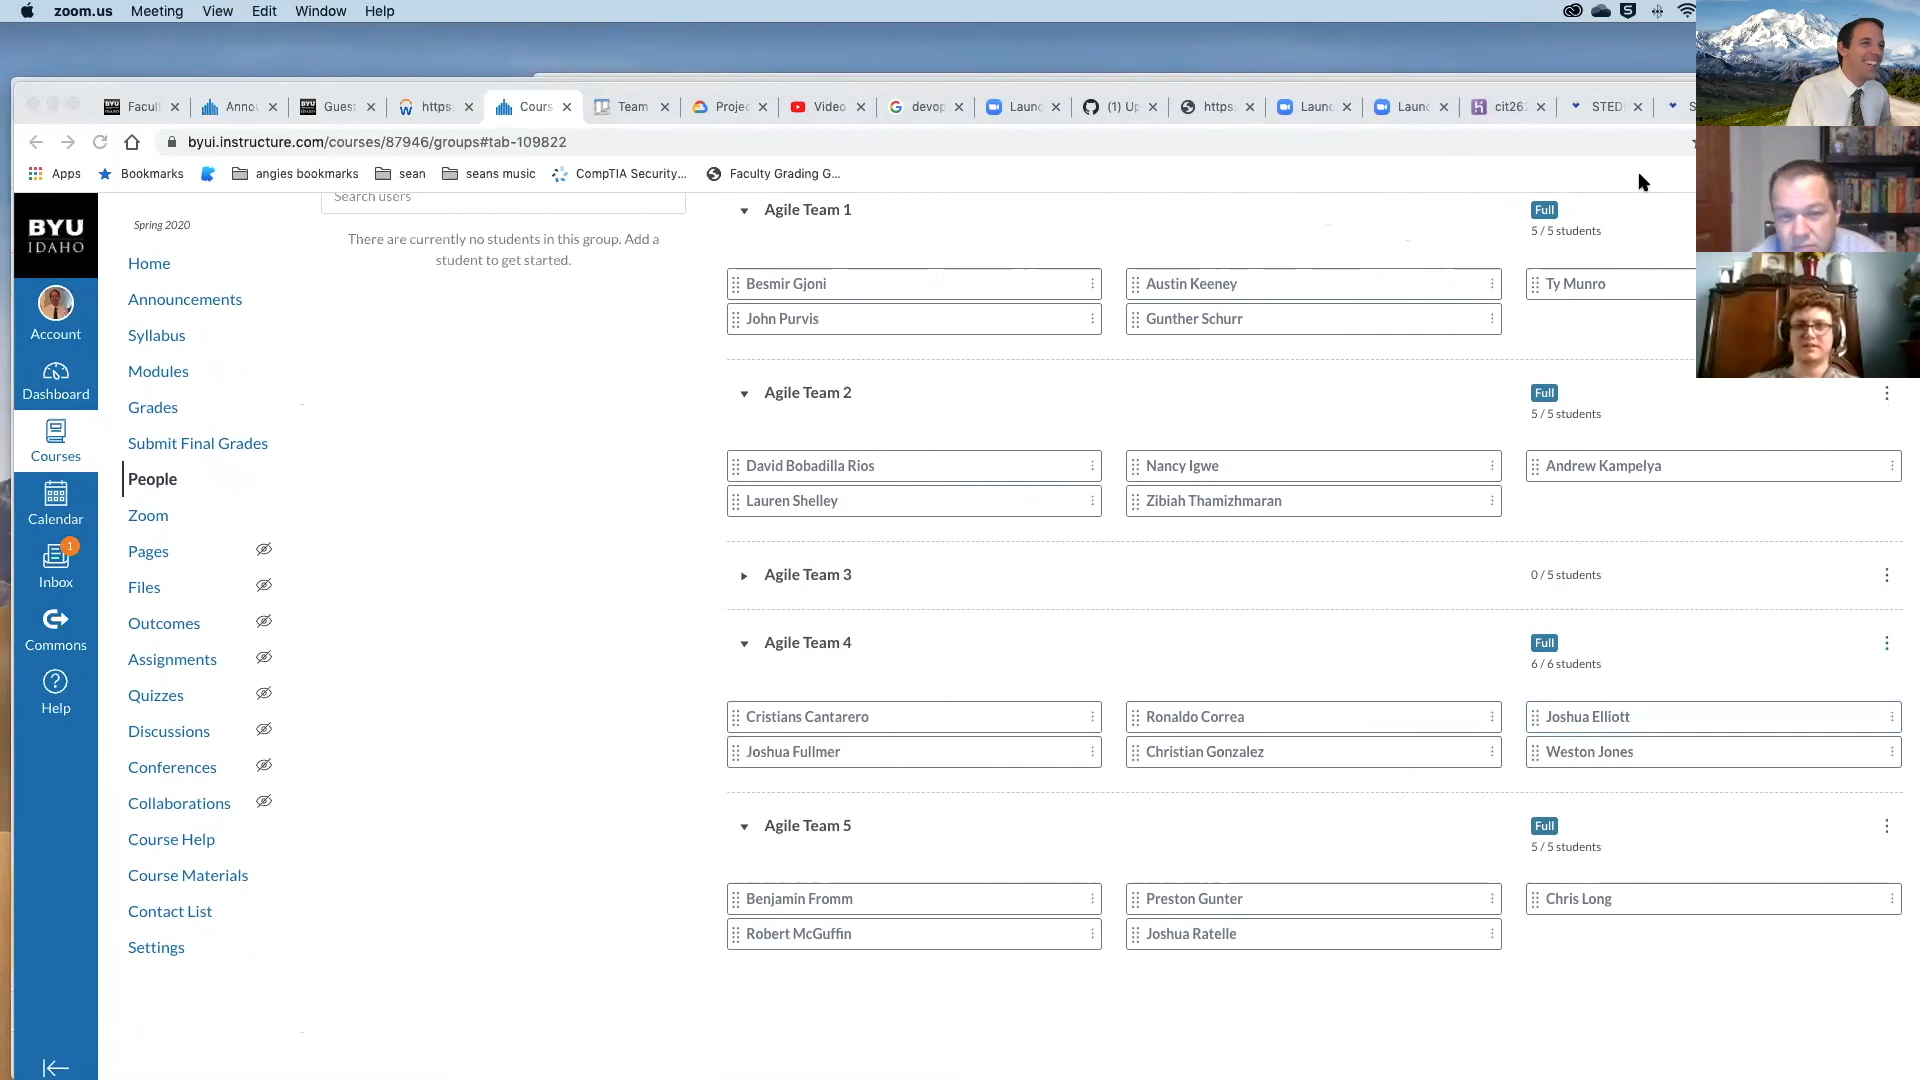 zoom.us Meeting View Edit Window Help
Facul Anno Guest https: Cours Team Projec Video devop Launc (1) Up https: Launc Launc cit262 STED S
byui.instructure.com/courses/87946/groups#tab-109822
Apps Bookmarks angies bookmarks sean seans music CompTIA Security... Faculty Grading G...
BYU
IDAHO
Account
Dashboard
Courses
Calendar
1
Inbox
Commons
Help
Spring 2020
Home
Announcements
Syllabus
Modules
Grades
Submit Final Grades
People
Zoom
Pages
Files
Outcomes
Assignments
Quizzes
Discussions
Conferences
Collaborations
Course Help
Course Materials
Contact List
Settings
Search users
There are currently no students in this group. Add a
student to get started.
Agile Team 1 Full
5 / 5 students
Besmir Gjoni Austin Keeney Ty Munro
John Purvis Gunther Schurr
Agile Team 2 Full
5 / 5 students
David Bobadilla Rios Nancy Igwe Andrew Kampelya
Lauren Shelley Zibiah Thamizhmaran
Agile Team 3 0 / 5 students
Agile Team 4 Full
6 / 6 students
Cristians Cantarero Ronaldo Correa Joshua Elliott
Joshua Fullmer Christian Gonzalez Weston Jones
Agile Team 5 Full
5 / 5 students
Benjamin Fromm Preston Gunter Chris Long
Robert McGuffin Joshua Ratelle